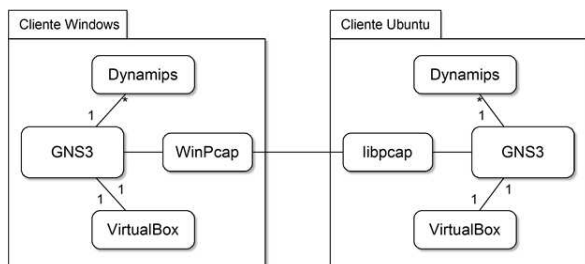 Cliente Windows
Dynamips
*
1
GNS3
WinPcap
1
1
VirtualBox
Cliente Ubuntu
Dynamips
*
1
libpcap
GNS3
1
1
VirtualBox